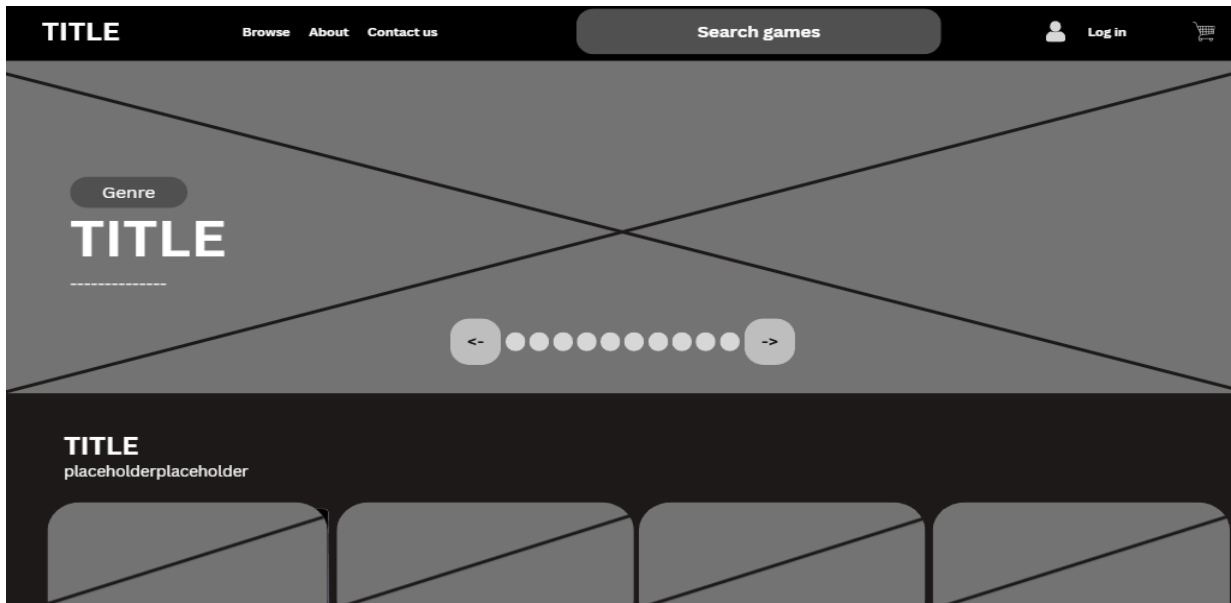 TITLE Browse About Contact us Search games Log in
Genre
TITLE
--------------
<- ->
TITLE
placeholderplaceholder